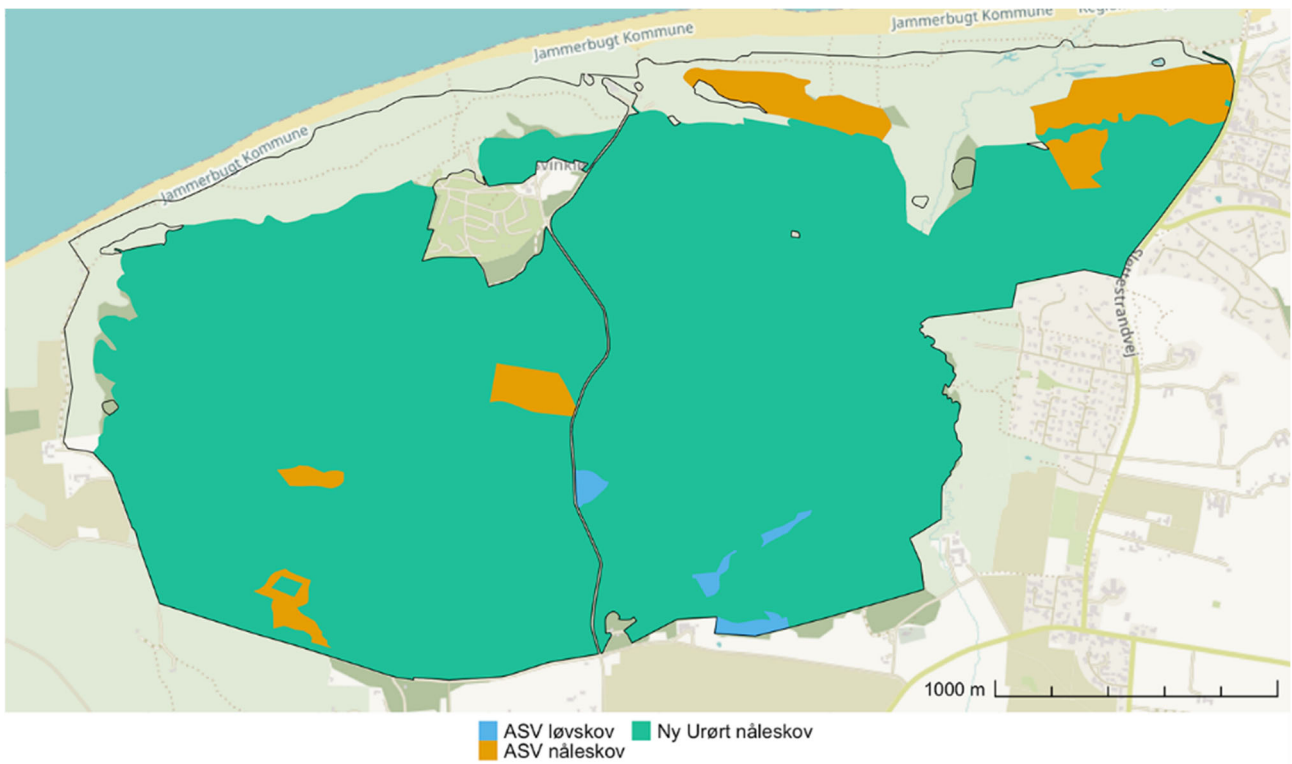 Jammerbugt Kommune
Jammerbugt Kommune
Jammerbugt Kommune
Slettestrandvej
1000 m
ASV løvskov
Ny Urørt nåleskov
ASV nåleskov